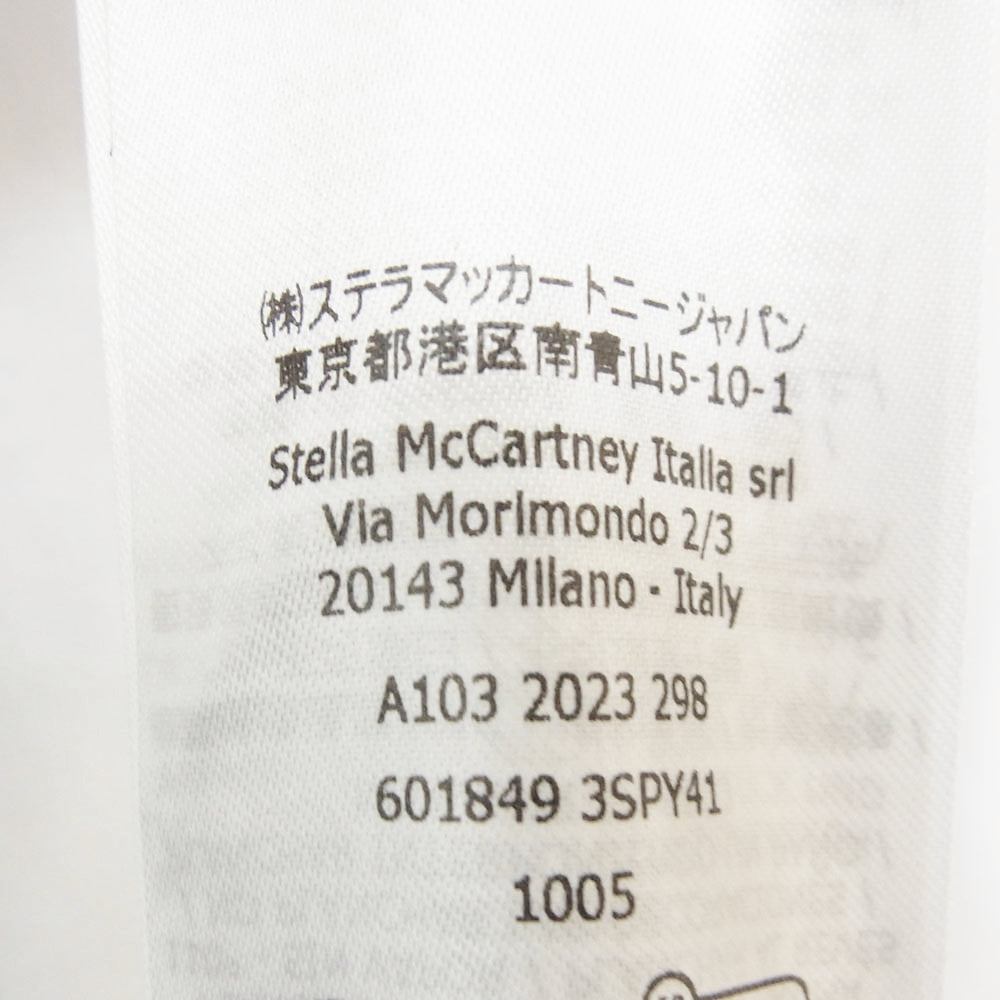 (株)ステラマッカートニージャパン
東京都港区南青山5-10-1
Stella McCartney Italia srl
Via Morimondo 2/3
20143 Milano - Italy
A103 2023 298
601849 3SPY41
1005